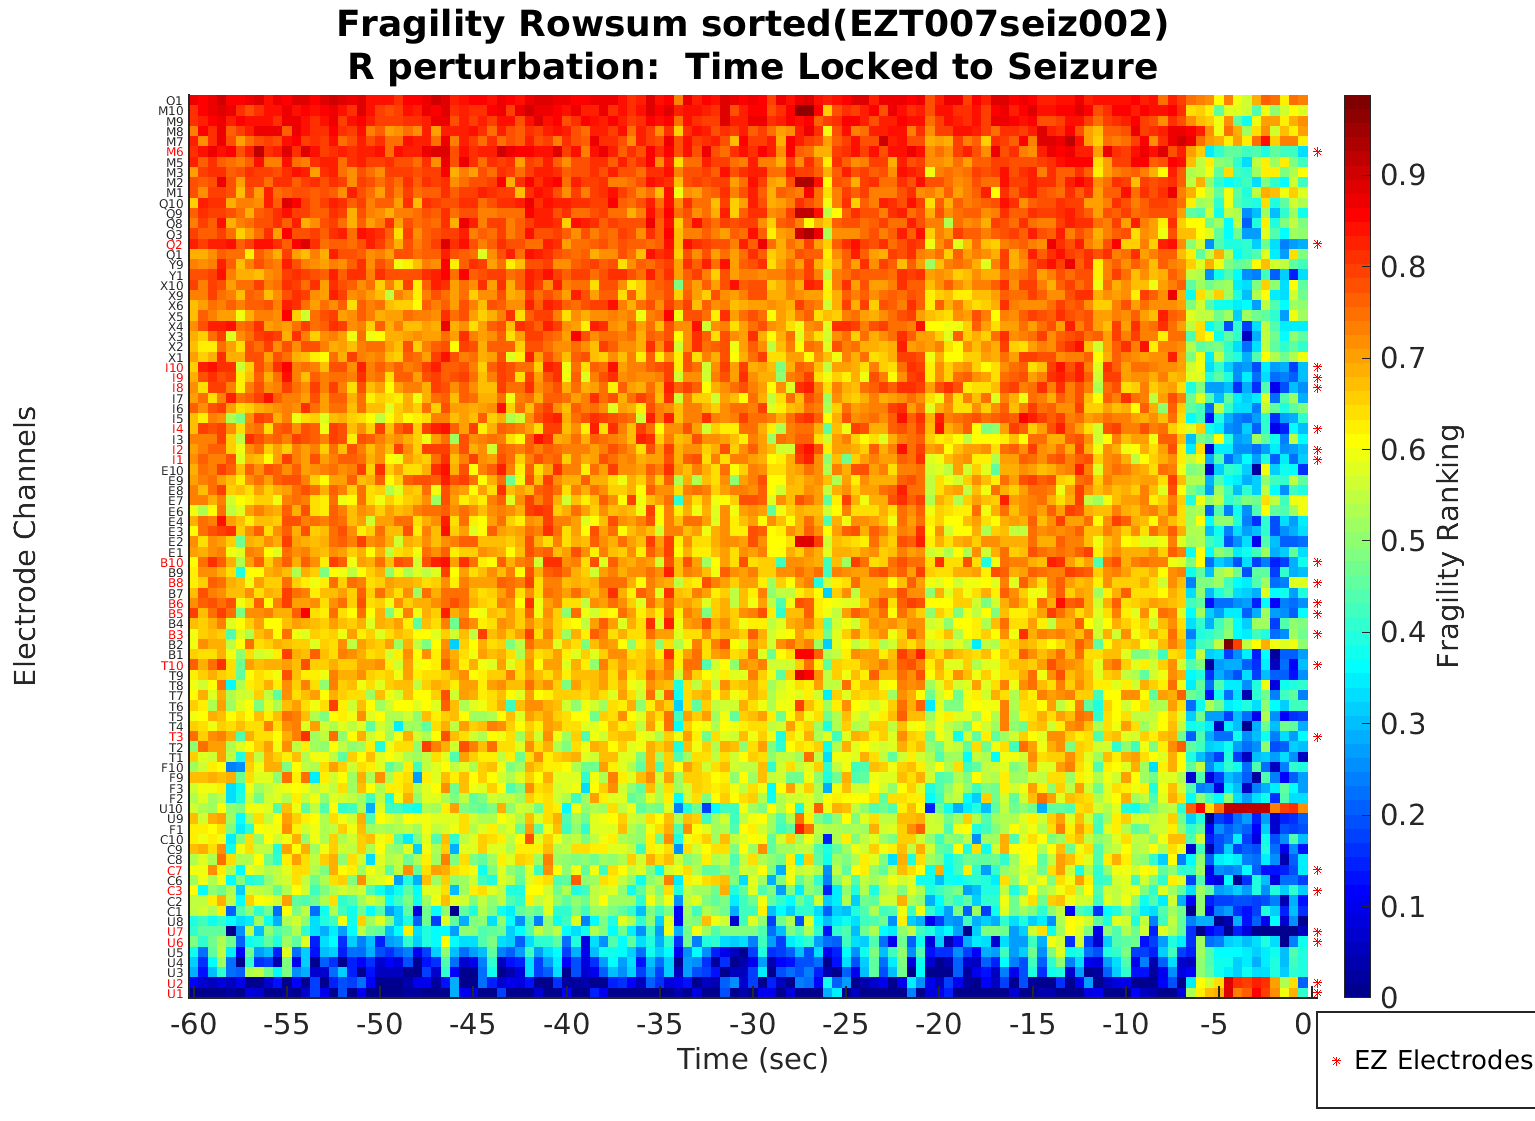 Fragility Rowsum sorted(EZT007seiz002)
R perturbation:  Time Locked to Seizure
Electrode Channels
O1
M10
M9
M8
M7
M6
M5
M3
M2
M1
Q10
Q9
Q8
Q3
Q2
Q1
Y9
Y1
X10
X9
X6
X5
X4
X3
X2
X1
I10
I9
I8
I7
I6
I5
I4
I3
I2
I1
E10
E9
E8
E7
E6
E4
E3
E2
E1
B10
B9
B8
B7
B6
B5
B4
B3
B2
B1
T10
T9
T8
T7
T6
T5
T4
T3
T2
T1
F10
F9
F3
F2
U10
U9
F1
C10
C9
C8
C7
C6
C3
C2
C1
U8
U7
U6
U5
U4
U3
U2
U1
-60 -55 -50 -45 -40 -35 -30 -25 -20 -15 -10 -5 0
Time (sec)
0.9
0.8
0.7
0.6
0.5
0.4
0.3
0.2
0.1
0
Fragility Ranking
EZ Electrodes